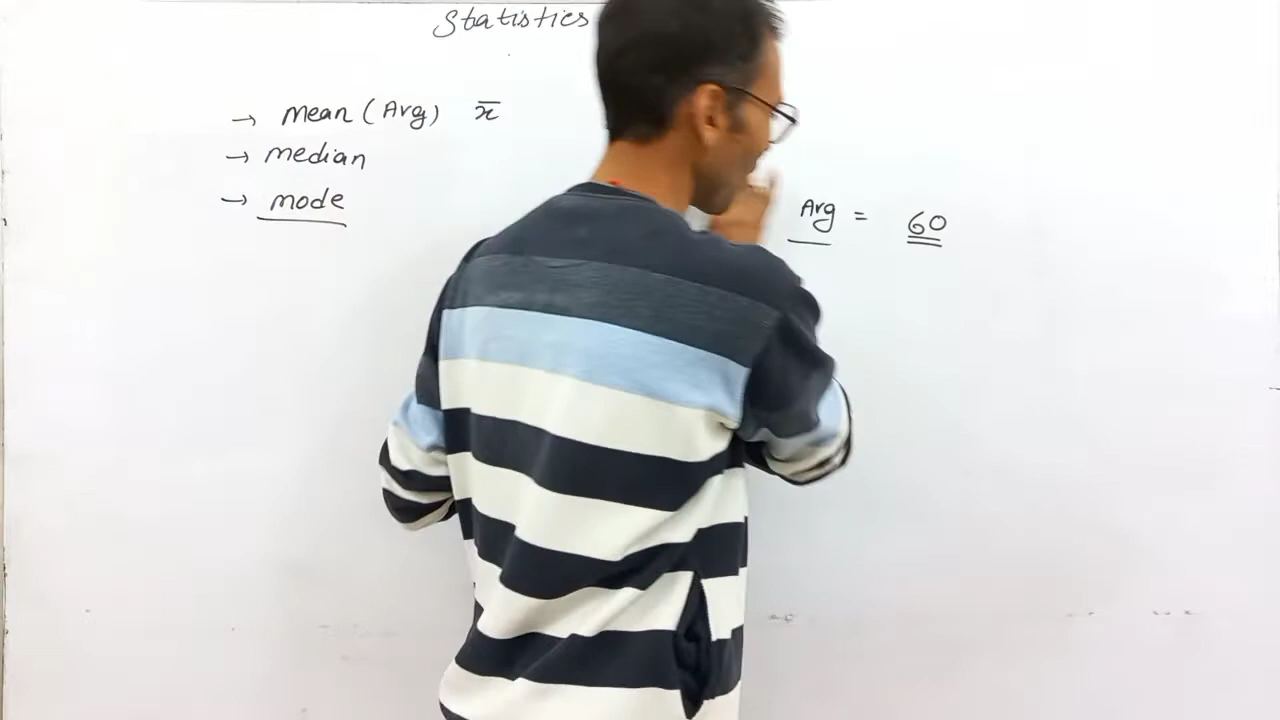 Statistics
→ mean (Avg) x̄
→ median
→ mode
Avg = 60